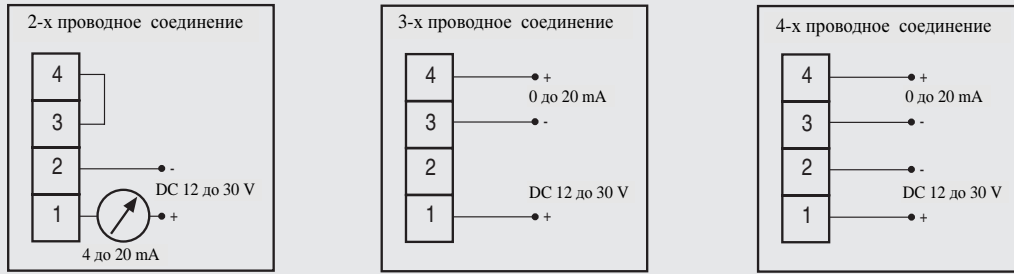 2-х проводное соединение
4
3
2
-
DC 12 до 30 V
1
+
4 до 20 mA
3-х проводное соединение
4
+
0 до 20 mA
3
-
2
DC 12 до 30 V
1
+
4-х проводное соединение
4
+
0 до 20 mA
3
-
2
-
DC 12 до 30 V
1
+